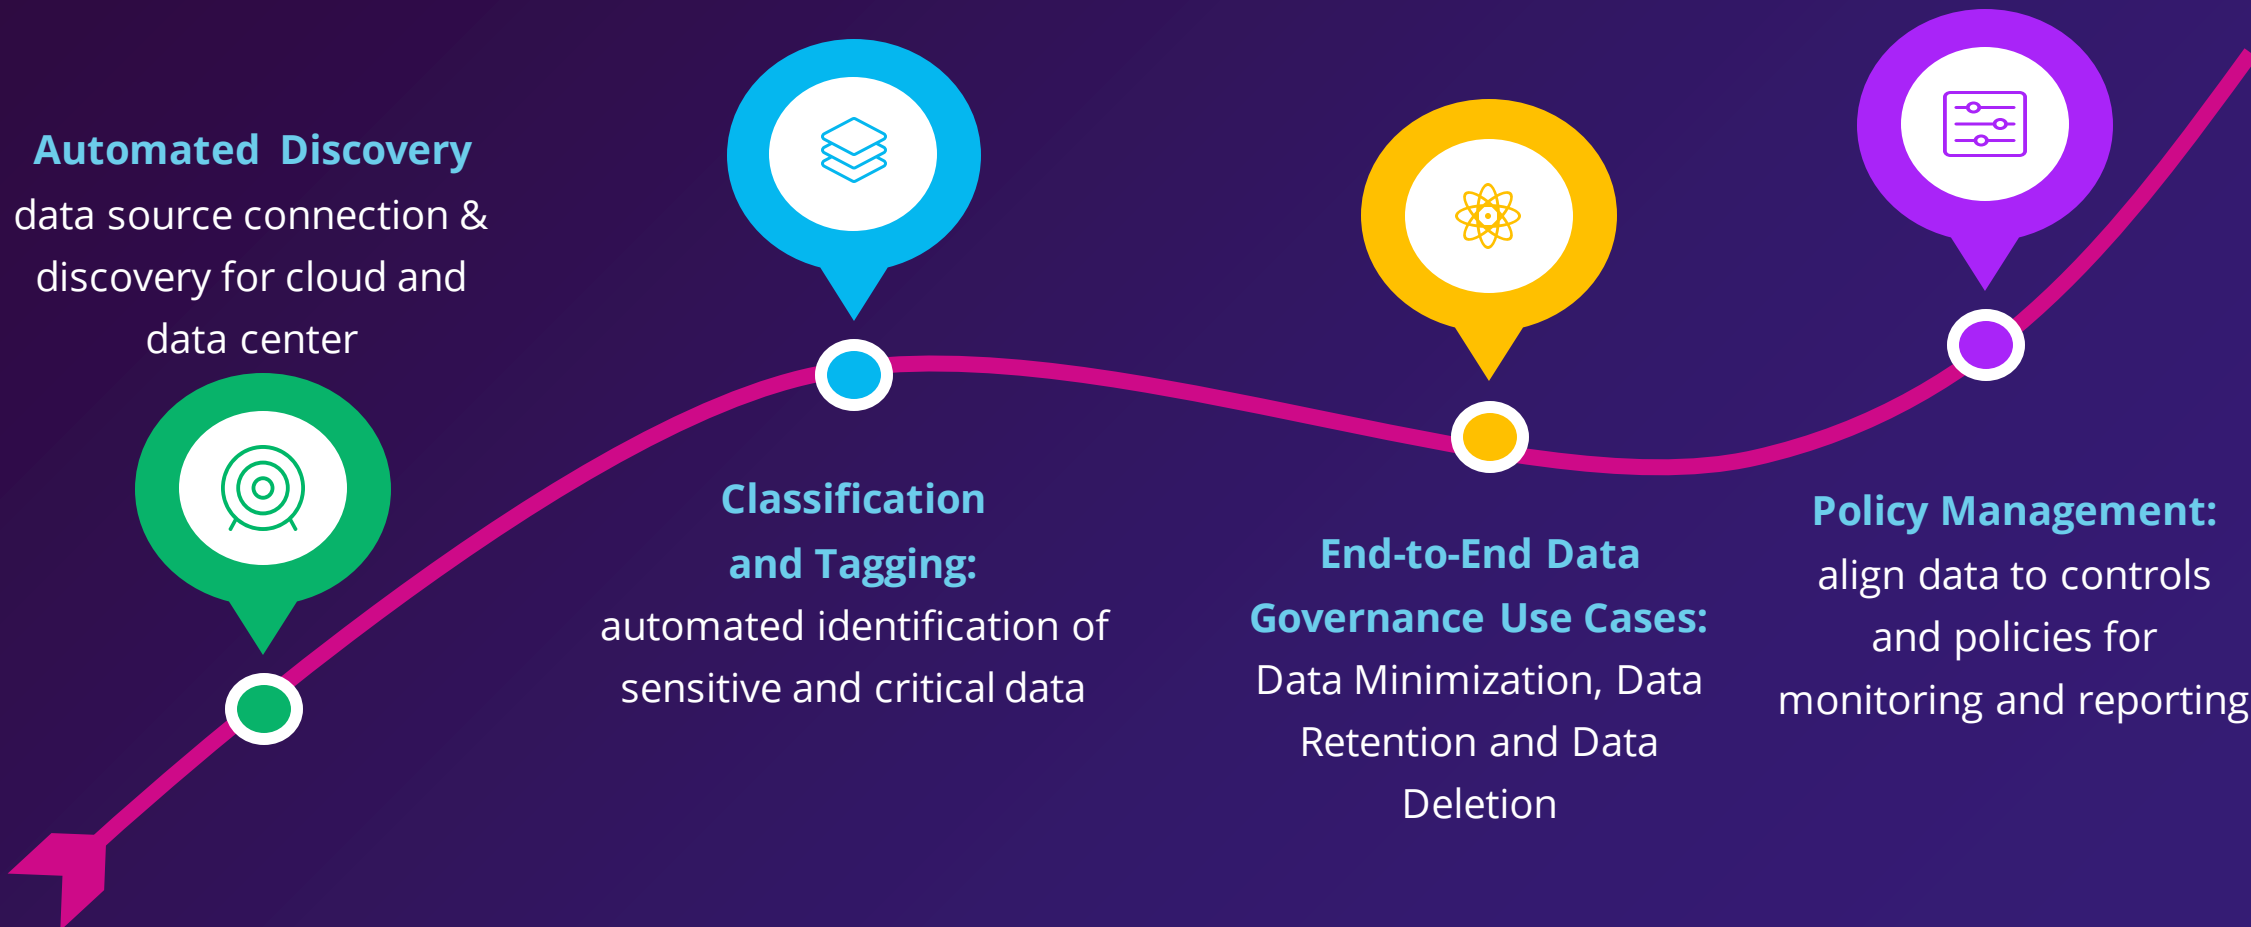 Automated Discovery
data source connection &
discovery for cloud and
data center
Classification
and Tagging:
automated identification of
sensitive and critical data
End-to-End Data
Governance Use Cases:
Data Minimization, Data
Retention and Data
Deletion
Policy Management:
align data to controls
and policies for
monitoring and reporting